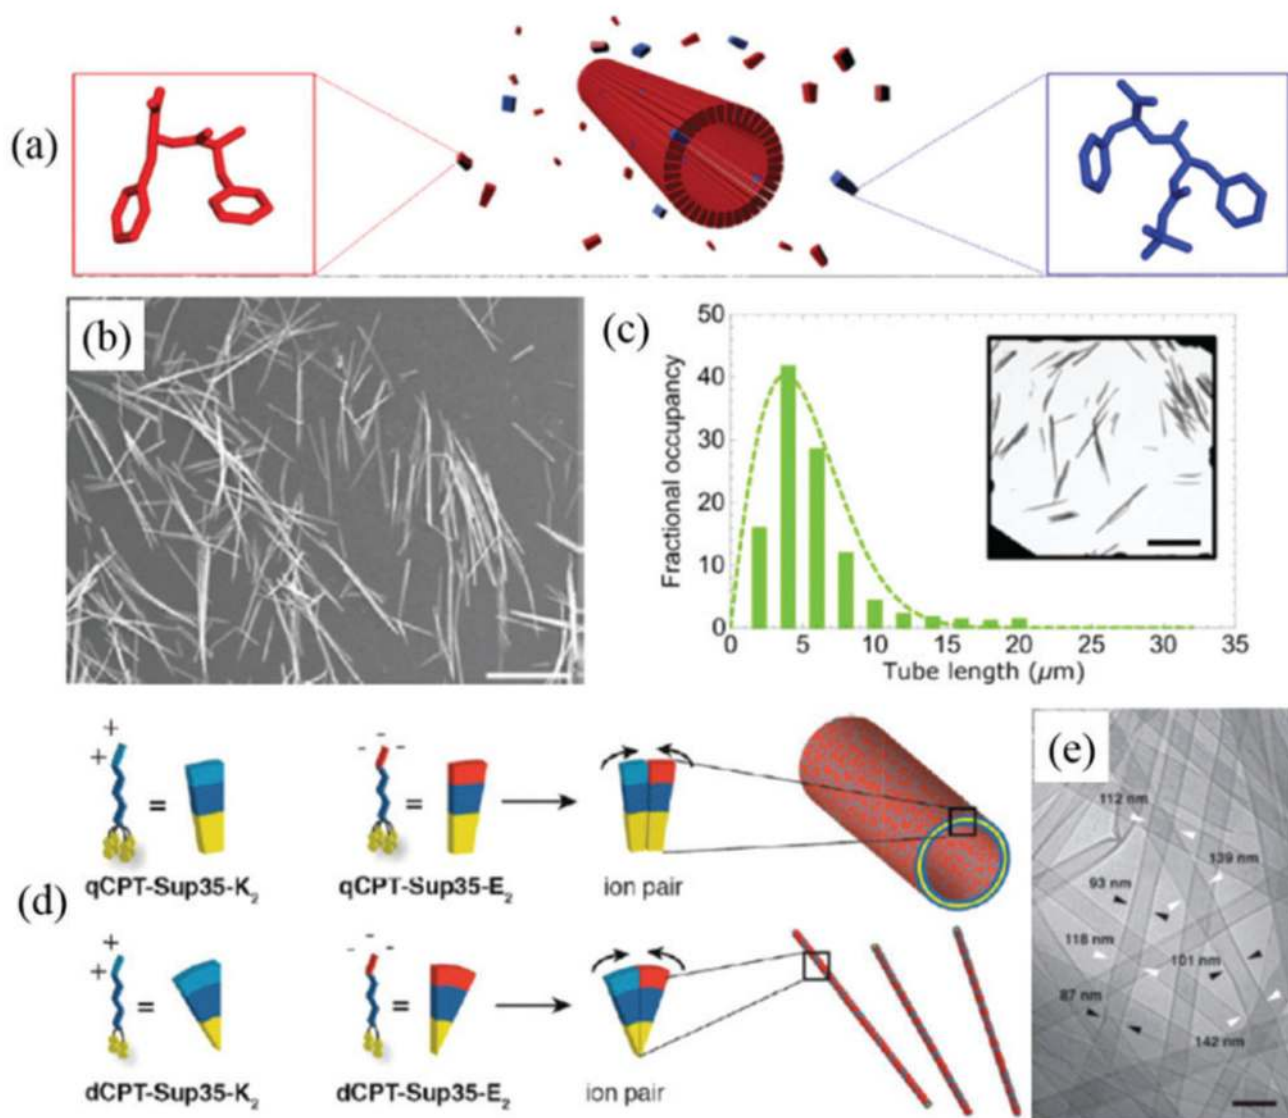 (a)
(b)
(c)
50
40
30
20
10
0
Fractional occupancy
0 5 10 15 20 25 30 35
Tube length (μm)
(d)
+
+
=
qCPT-Sup35-K2
- - -
=
qCPT-Sup35-E2
ion pair
+
+
=
dCPT-Sup35-K2
- - -
=
dCPT-Sup35-E2
ion pair
(e)
112 nm
139 nm
93 nm
118 nm
101 nm
87 nm
142 nm